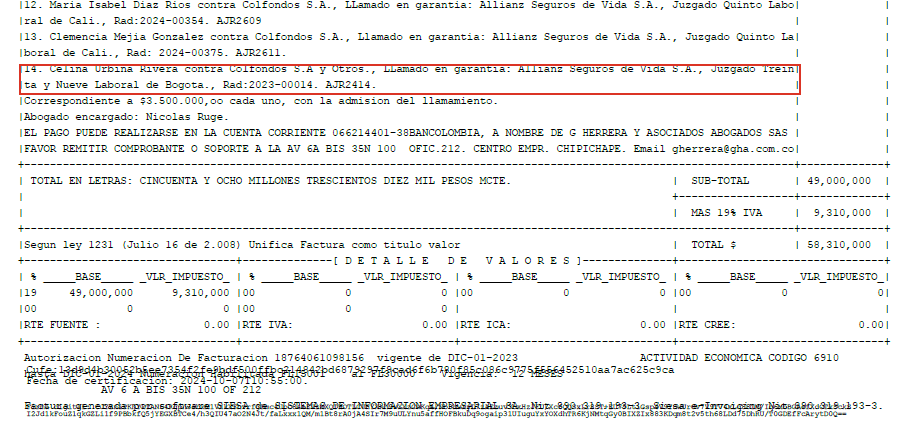 |12. Maria Isabel Diaz Rios contra Colfondos S.A., LLamado en garantia: Allianz Seguros de Vida S.A., Juzgado Quinto Labo|
|ral de Cali., Rad:2024-00354. AJR2609
|13. Clemencia Mejia Gonzalez contra Colfondos S.A., Llamado en garantia: Allianz Seguros de Vida S.A., Juzgado Quinto La|
|boral de Cali., Rad: 2024-00375. AJR2611.
|14. Celina Urbina Rivera contra Colfondos S.A y Otros., LLamado en garantia: Allianz Seguros de Vida S.A., Juzgado Trein|
|ta y Nueve Laboral de Bogota., Rad:2023-00014. AJR2414.
|Correspondiente a $3.500.000,oo cada uno, con la admision del llamamiento.
|Abogado encargado: Nicolas Ruge.
|EL PAGO PUEDE REALIZARSE EN LA CUENTA CORRIENTE 066214401-38BANCOLOMBIA, A NOMBRE DE G HERRERA Y ASOCIADOS ABOGADOS SAS |
|FAVOR REMITIR COMPROBANTE O SOPORTE A LA AV 6A BIS 35N 100 OFIC.212. CENTRO EMPR. CHIPICHAPE. Email gherrera@gha.com.co|
| TOTAL EN LETRAS: CINCUENTA Y OCHO MILLONES TRESCIENTOS DIEZ MIL PESOS MCTE. | SUB-TOTAL | 49,000,000 |
| MAS 19% IVA | 9,310,000 |
|Segun ley 1231 (Julio 16 de 2.008) Unifica Factura como titulo valor | TOTAL $ | 58,310,000 |
[ D E T A L L E D E V A L O R E S ]
| % _____BASE____ _VLR_IMPUESTO_ | % _____BASE____ _VLR_IMPUESTO_ | % _____BASE____ _VLR_IMPUESTO_ | % _____BASE____ _VLR_IMPUESTO_ |
|19 49,000,000 9,310,000 |00 0 0 |00 0 0 |00 0 0|
|00 0 0 |00 0 0 |
|RTE FUENTE : 0.00 |RTE IVA: 0.00 |RTE ICA: 0.00 |RTE CREE: 0.00|
Autorizacion Numeracion De Facturacion 18764061098156 vigente de DIC-01-2023 ACTIVIDAD ECONOMICA CODIGO 6910
Fecha de certificacion: 2024-10-07T10:55:00.
AV 6 A BIS 35N 100 OF 212